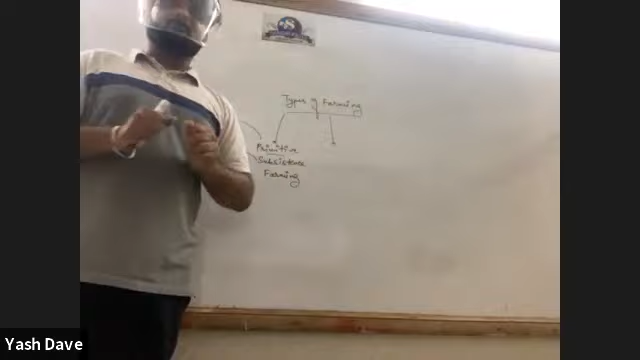 Types of Farming
Primitive
Subsistence
Farming
Yash Dave